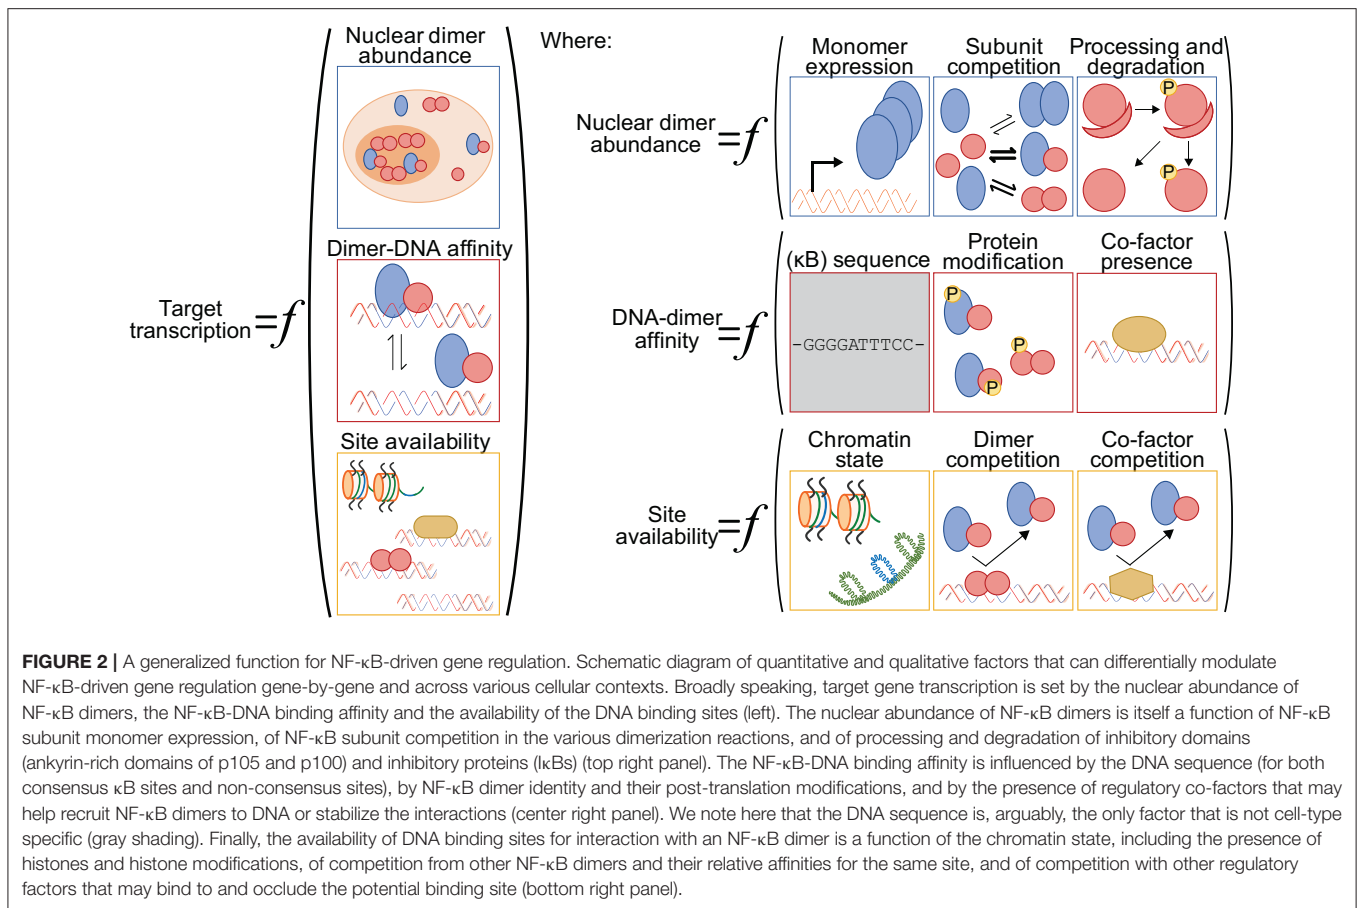 Nuclear dimer
abundance
Dimer-DNA affinity
Site availability
Target
transcription
=f
Where:
Nuclear dimer
abundance
=f
Monomer
expression
Subunit
competition
Processing and
degradation
P
P
DNA-dimer
affinity
=f
(κB) sequence
-GGGGATTTCC-
Protein
modification
P
P
P
Co-factor
presence
Site
availability
=f
Chromatin
state
Dimer
competition
Co-factor
competition
FIGURE 2 | A generalized function for NF-κB-driven gene regulation. Schematic diagram of quantitative and qualitative factors that can differentially modulate
NF-κB-driven gene regulation gene-by-gene and across various cellular contexts. Broadly speaking, target gene transcription is set by the nuclear abundance of
NF-κB dimers, the NF-κB-DNA binding affinity and the availability of the DNA binding sites (left). The nuclear abundance of NF-κB dimers is itself a function of NF-κB
subunit monomer expression, of NF-κB subunit competition in the various dimerization reactions, and of processing and degradation of inhibitory domains
(ankyrin-rich domains of p105 and p100) and inhibitory proteins (IκBs) (top right panel). The NF-κB-DNA binding affinity is influenced by the DNA sequence (for both
consensus κB sites and non-consensus sites), by NF-κB dimer identity and their post-translation modifications, and by the presence of regulatory co-factors that may
help recruit NF-κB dimers to DNA or stabilize the interactions (center right panel). We note here that the DNA sequence is, arguably, the only factor that is not cell-type
specific (gray shading). Finally, the availability of DNA binding sites for interaction with an NF-κB dimer is a function of the chromatin state, including the presence of
histones and histone modifications, of competition from other NF-κB dimers and their relative affinities for the same site, and of competition with other regulatory
factors that may bind to and occlude the potential binding site (bottom right panel).